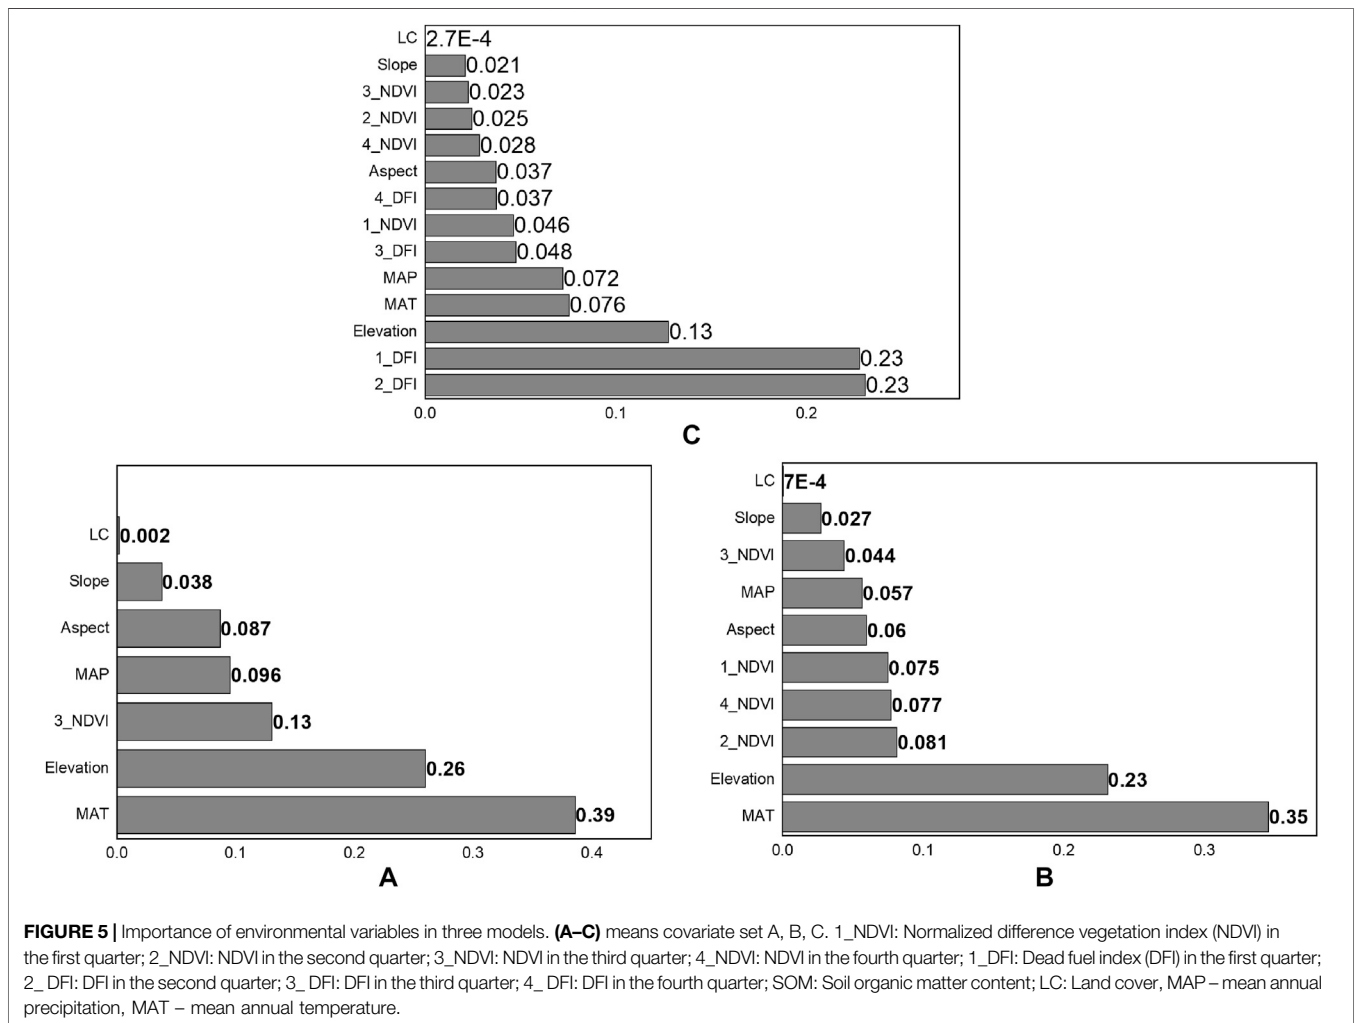 LC 2.7E-4
Slope 0.021
3_NDVI 0.023
2_NDVI 0.025
4_NDVI 0.028
Aspect 0.037
4_DFI 0.037
1_NDVI 0.046
3_DFI 0.048
MAP 0.072
MAT 0.076
Elevation 0.13
1_DFI 0.23
2_DFI 0.23
0.0 0.1 0.2
C
LC 0.002
Slope 0.038
Aspect 0.087
MAP 0.096
3_NDVI 0.13
Elevation 0.26
MAT 0.39
0.0 0.1 0.2 0.3 0.4
A
LC 7E-4
Slope 0.027
3_NDVI 0.044
MAP 0.057
Aspect 0.06
1_NDVI 0.075
4_NDVI 0.077
2_NDVI 0.081
Elevation 0.23
MAT 0.35
0.0 0.1 0.2 0.3
B
FIGURE 5 | Importance of environmental variables in three models. (A–C) means covariate set A, B, C. 1_NDVI: Normalized difference vegetation index (NDVI) in
the first quarter; 2_NDVI: NDVI in the second quarter; 3_NDVI: NDVI in the third quarter; 4_NDVI: NDVI in the fourth quarter; 1_DFI: Dead fuel index (DFI) in the first quarter;
2_ DFI: DFI in the second quarter; 3_ DFI: DFI in the third quarter; 4_ DFI: DFI in the fourth quarter; SOM: Soil organic matter content; LC: Land cover, MAP – mean annual
precipitation, MAT – mean annual temperature.